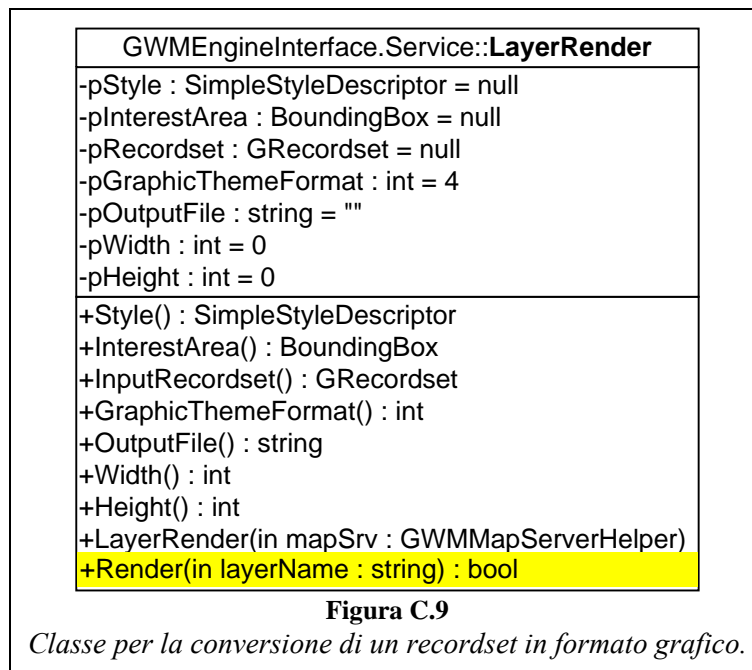 GWMEngineInterface.Service::LayerRender
-pStyle : SimpleStyleDescriptor = null
-pInterestArea : BoundingBox = null
-pRecordset : GRecordset = null
-pGraphicThemeFormat : int = 4
-pOutputFile : string = ""
-pWidth : int = 0
-pHeight : int = 0
+Style() : SimpleStyleDescriptor
+InterestArea() : BoundingBox
+InputRecordset() : GRecordset
+GraphicThemeFormat() : int
+OutputFile() : string
+Width() : int
+Height() : int
+LayerRender(in mapSrv : GWMMapServerHelper)
+Render(in layerName : string) : bool
Figura C.9
Classe per la conversione di un recordset in formato grafico.